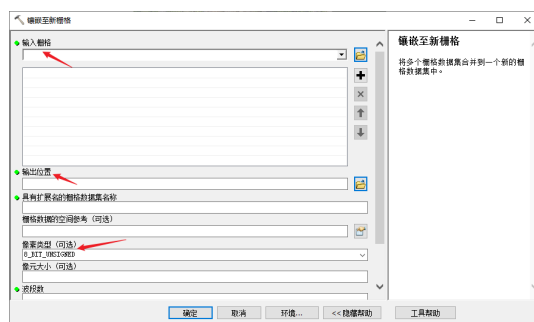 镶嵌至新栅格
输入栅格
输出位置
具有扩展名的栅格数据集名称
栅格数据的空间参考（可选）
像素类型（可选）
8_BIT_UNSIGNED
像元大小（可选）
波段数
确定
取消
环境...
<< 隐藏帮助
镶嵌至新栅格
将多个栅格数据集合并到一个新的栅
格数据集中。
工具帮助